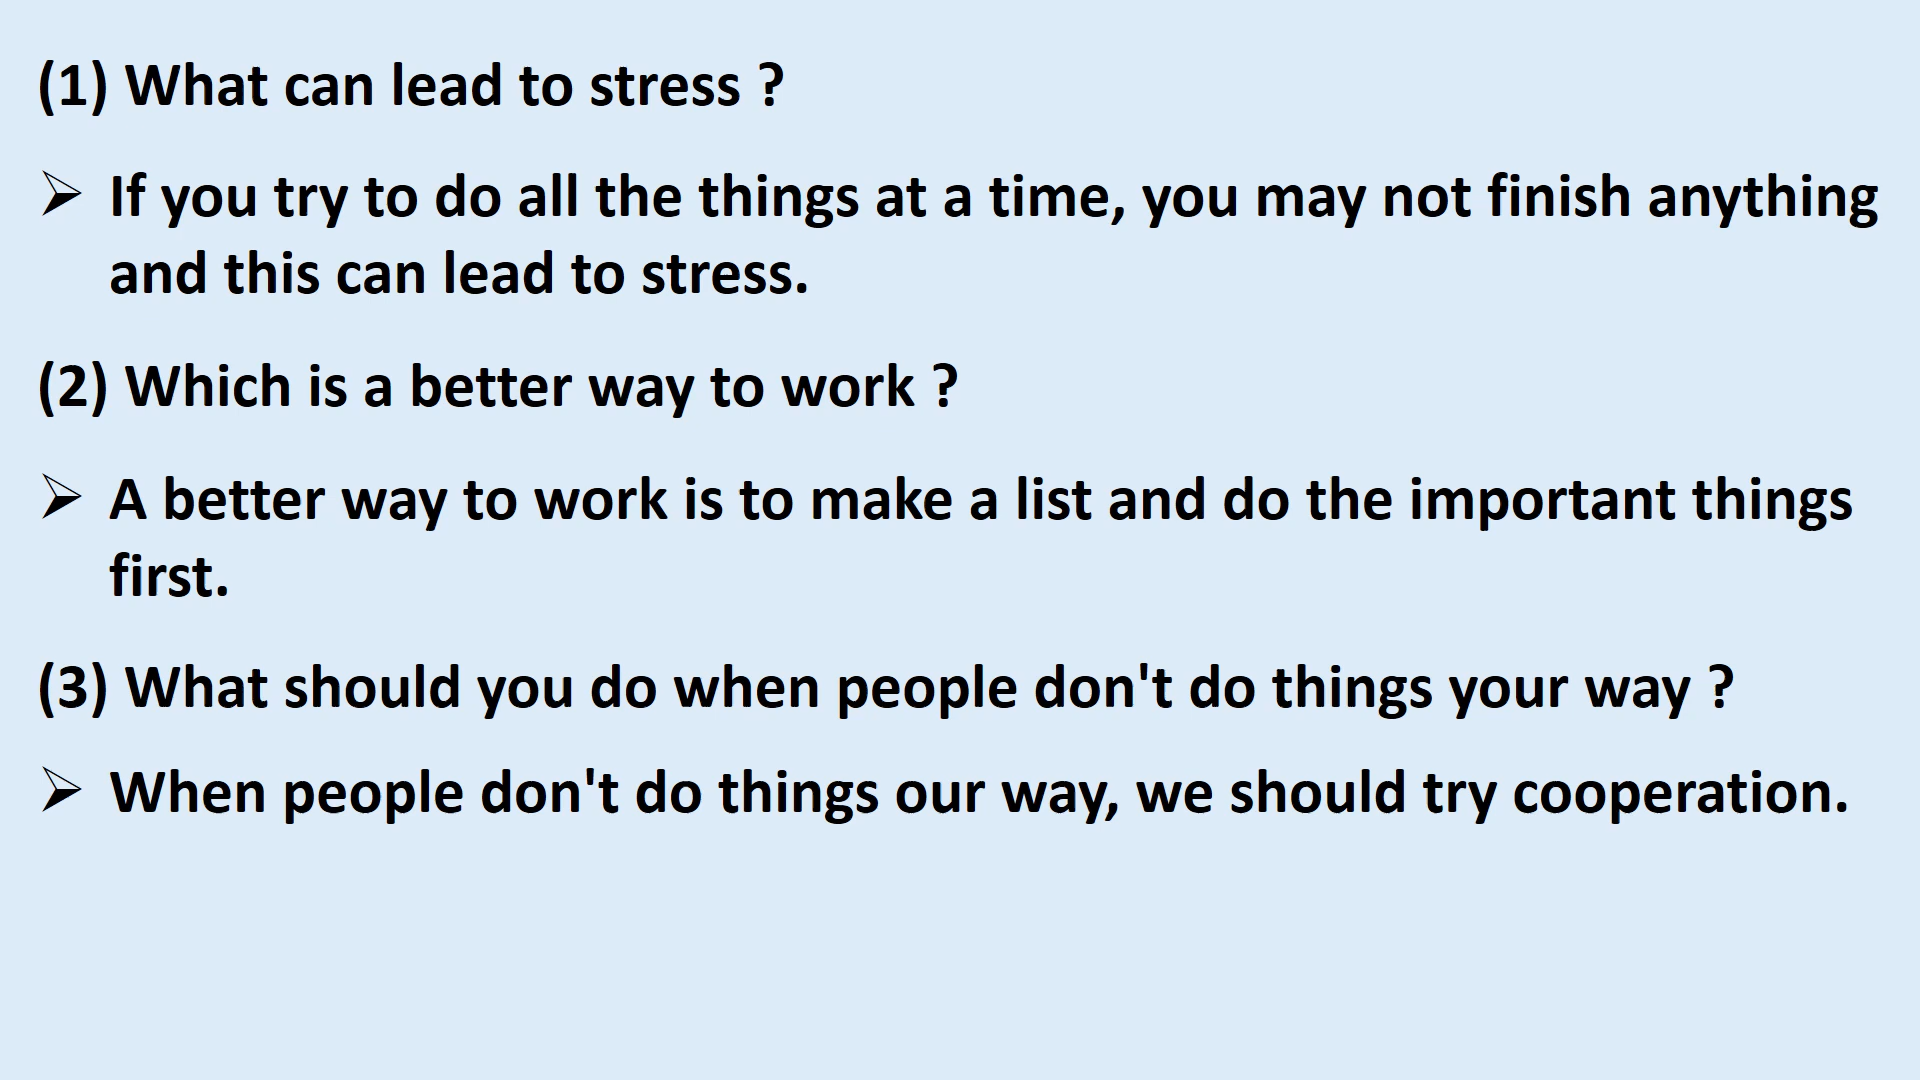 (1) What can lead to stress ?
➢ If you try to do all the things at a time, you may not finish anything
and this can lead to stress.
(2) Which is a better way to work ?
➢ A better way to work is to make a list and do the important things
first.
(3) What should you do when people don't do things your way ?
➢ When people don't do things our way, we should try cooperation.